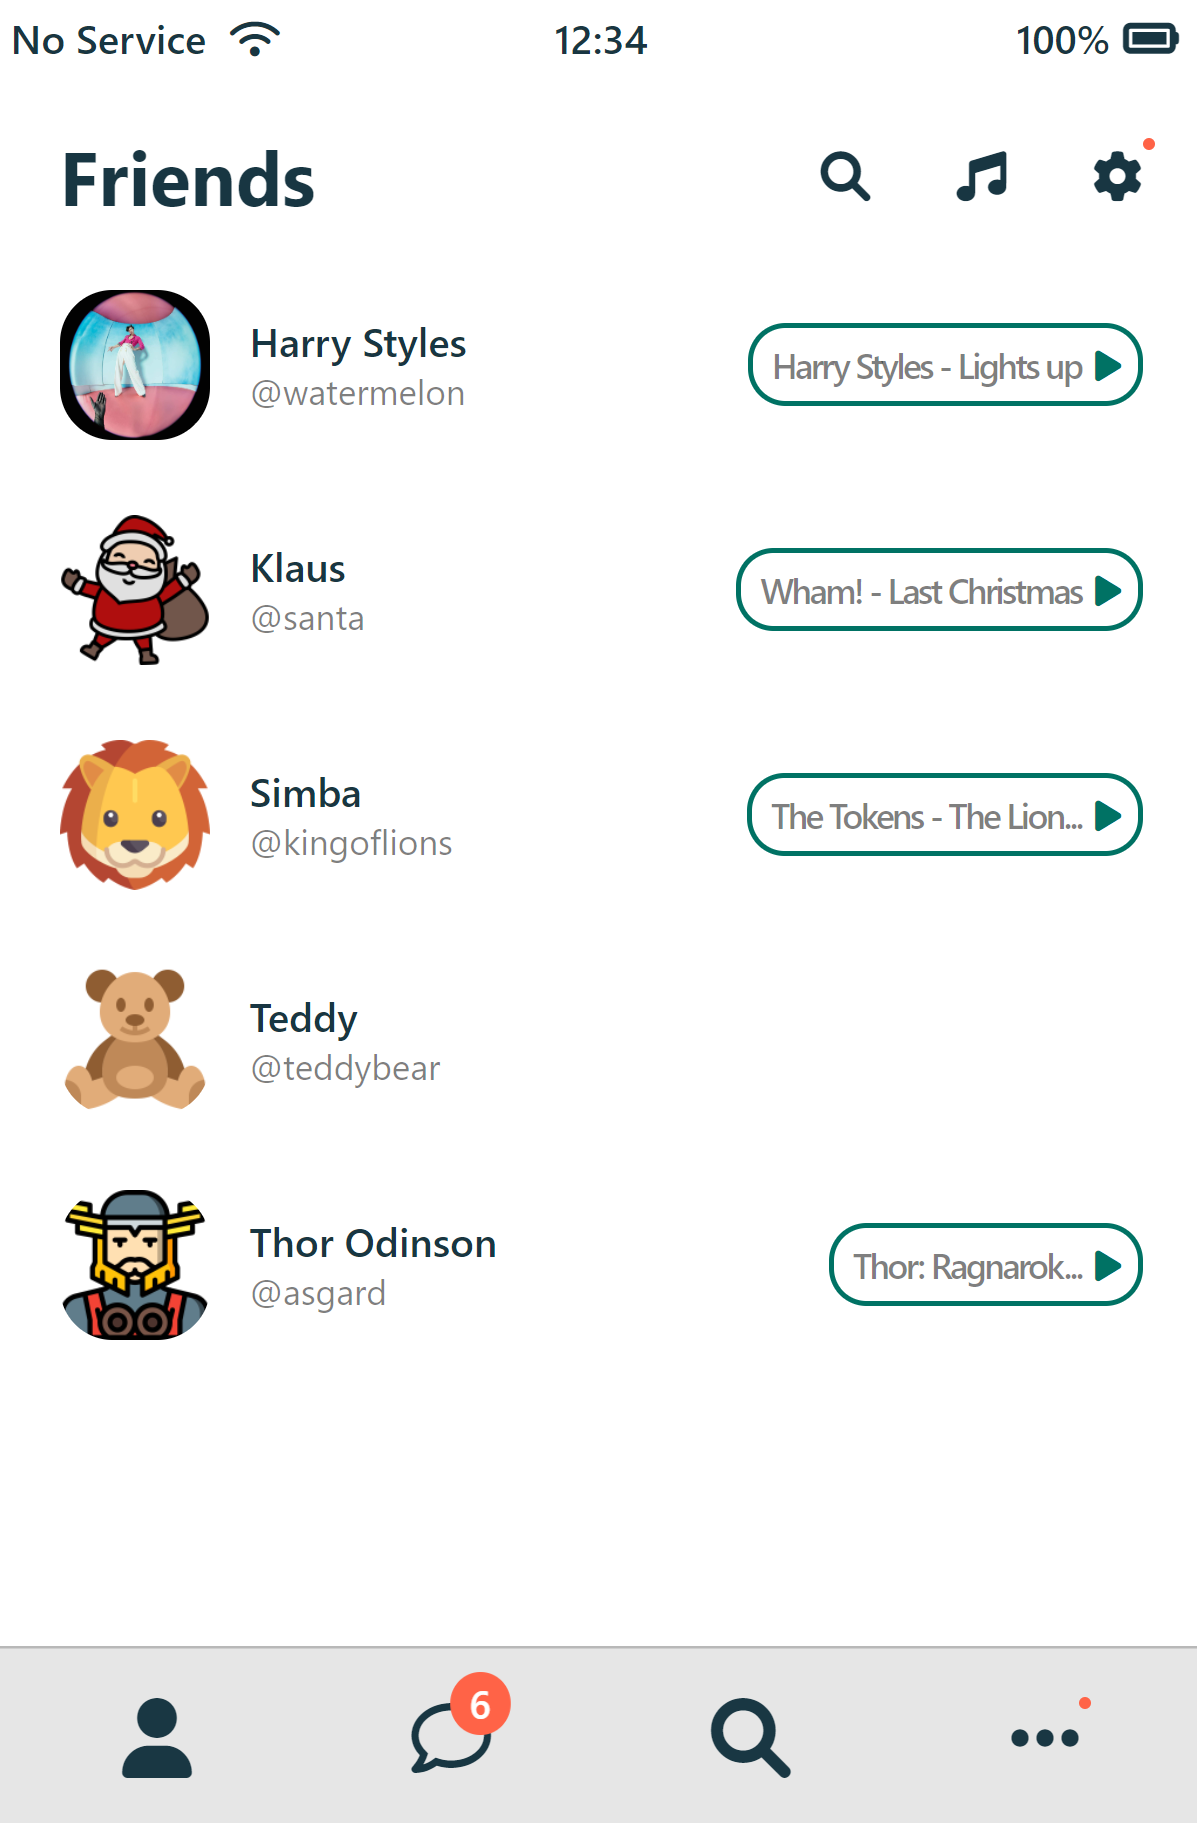 No Service 12:34 100%
Friends
Harry Styles
@watermelon
Harry Styles - Lights up
Klaus
@santa
Wham! - Last Christmas
Simba
@kingoflions
The Tokens - The Lion...
Teddy
@teddybear
Thor Odinson
@asgard
Thor: Ragnarok...
6